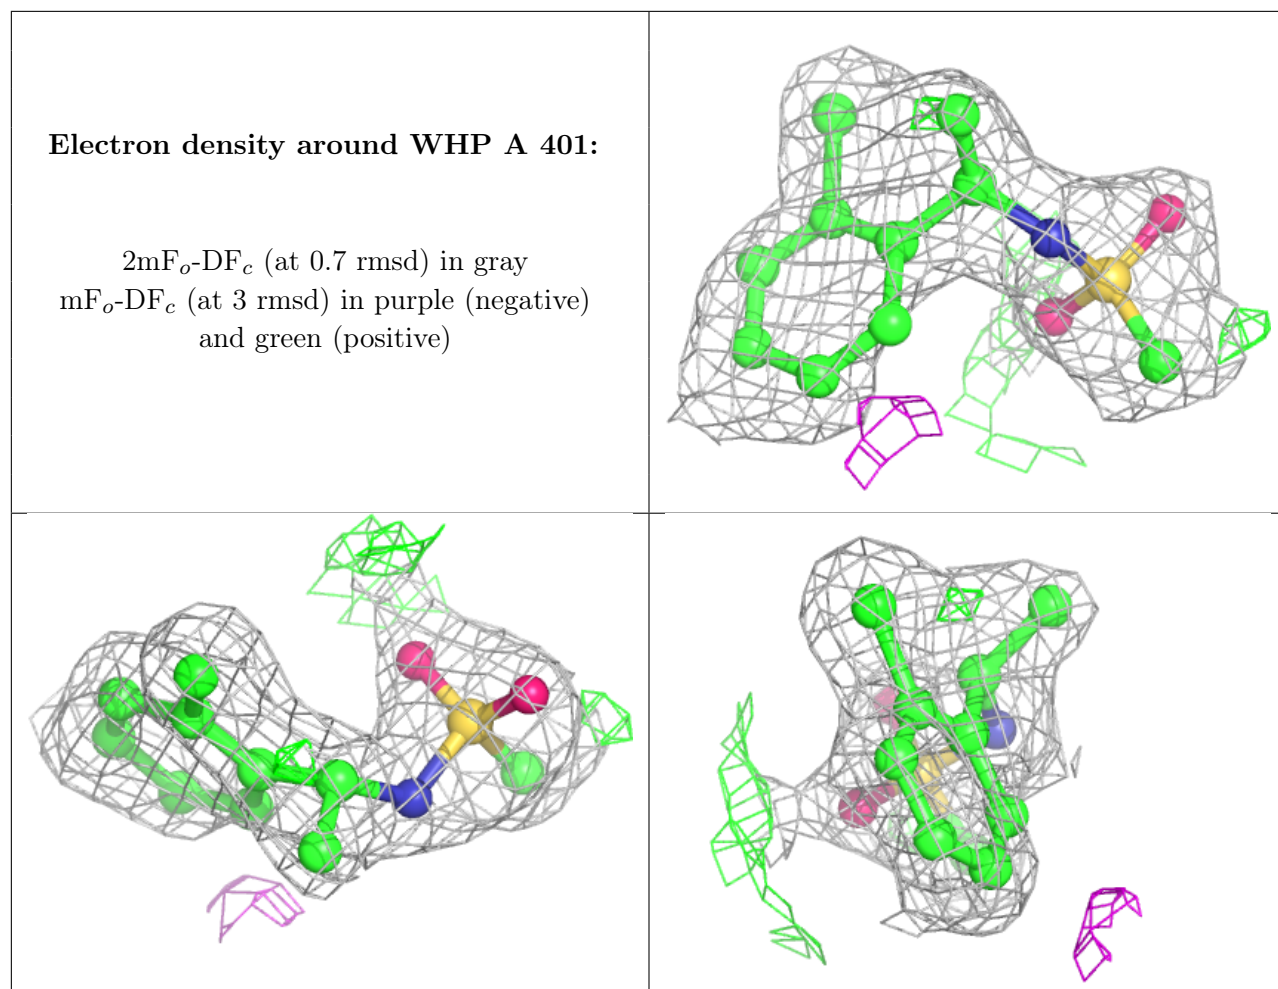 Electron density around WHP A 401:
2mFo-DFc (at 0.7 rmsd) in gray
mFo-DFc (at 3 rmsd) in purple (negative)
and green (positive)